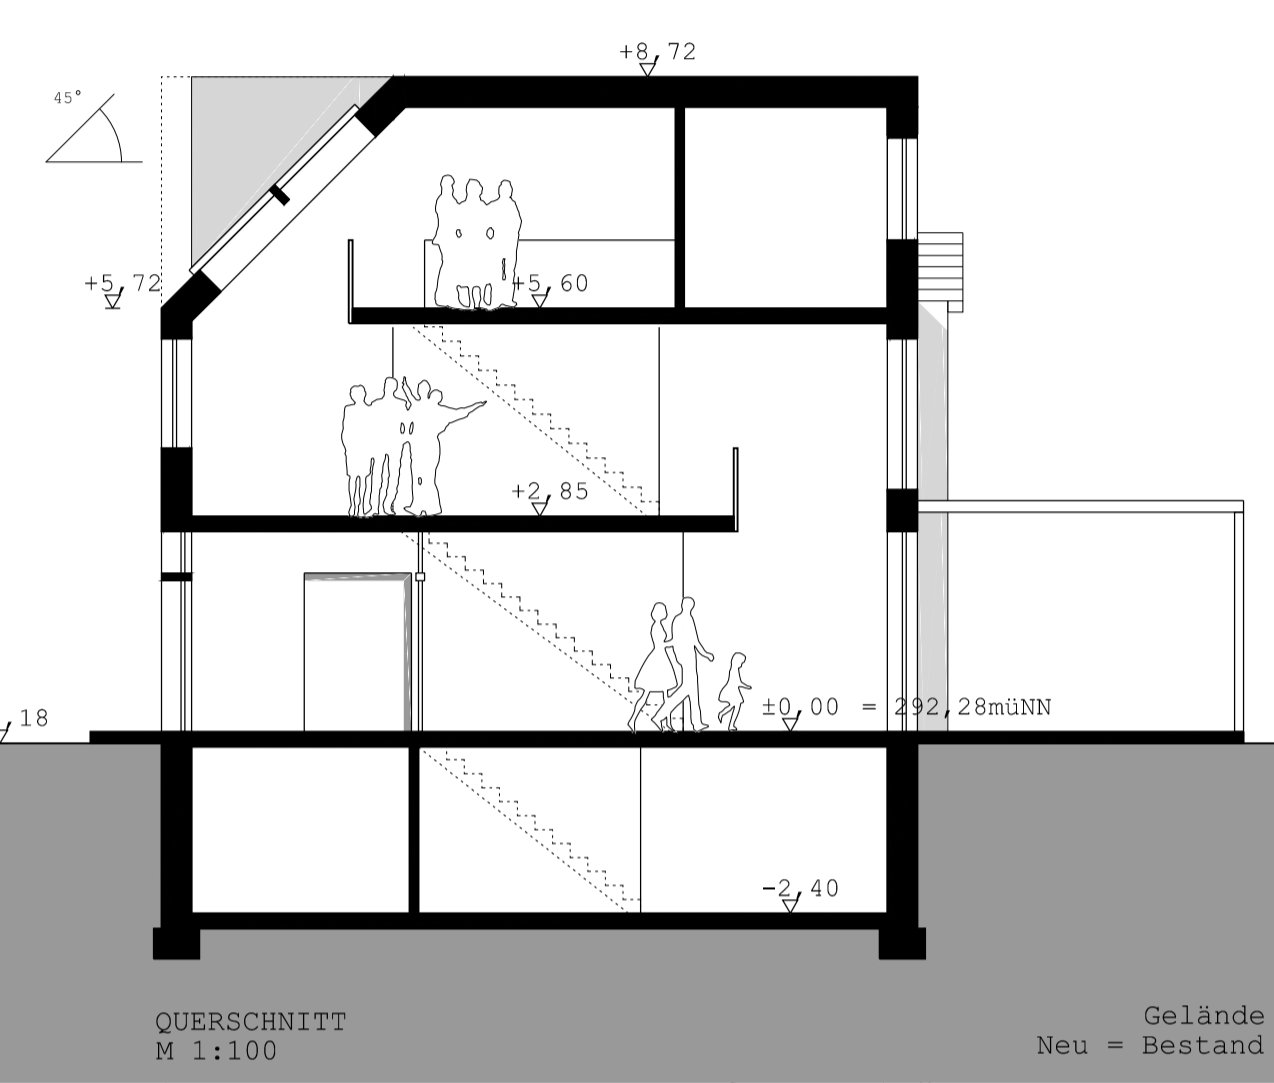 +8,72
45°
+5,72
+5,60
+2,85
,18
±0,00 = 292,28müNN
-2,40
QUERSCHNITT
M 1:100
Gelände
Neu = Bestand